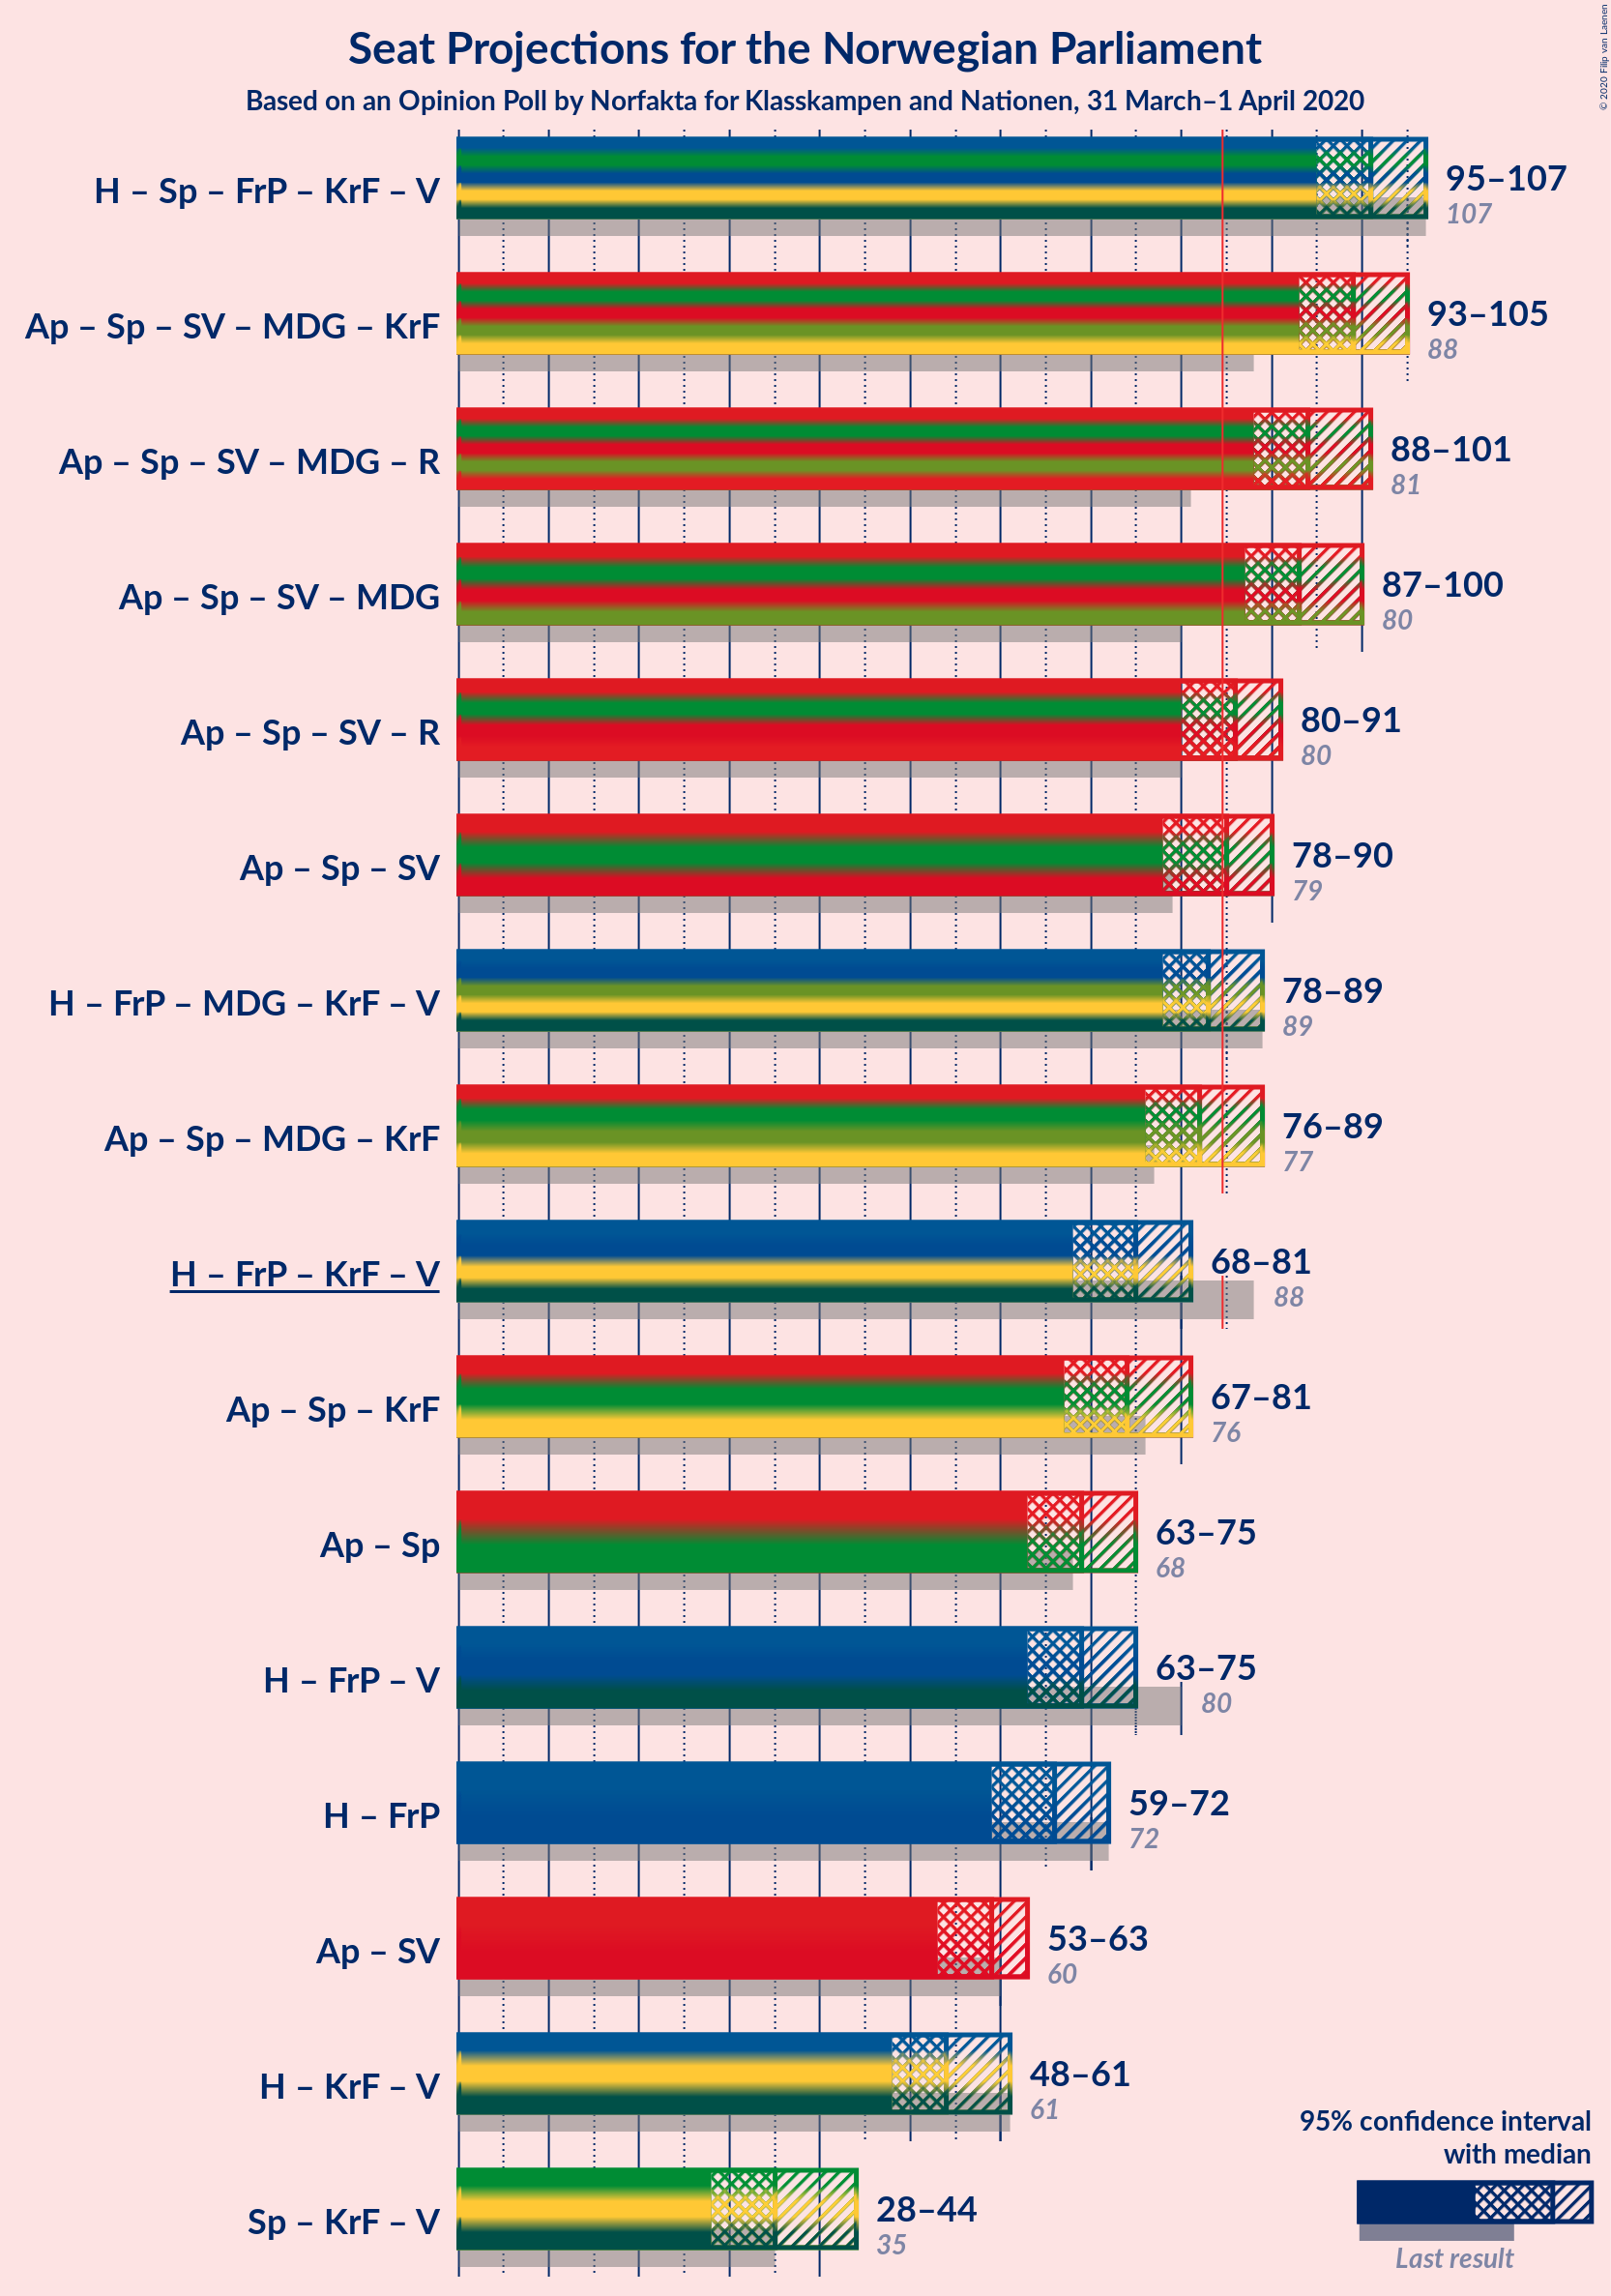 © 2020 Filip van Laenen
Seat Projections for the Norwegian Parliament
Based on an Opinion Poll by Norfakta for Klasskampen and Nationen, 31 March–1 April 2020
H – Sp – FrP – KrF – V
95–107
107
Ap – Sp – SV – MDG – KrF
93–105
88
Ap – Sp – SV – MDG – R
88–101
81
Ap – Sp – SV – MDG
87–100
80
Ap – Sp – SV – R
80–91
80
Ap – Sp – SV
78–90
79
H – FrP – MDG – KrF – V
78–89
89
Ap – Sp – MDG – KrF
76–89
77
H – FrP – KrF – V
68–81
88
Ap – Sp – KrF
67–81
76
Ap – Sp
63–75
68
H – FrP – V
63–75
80
H – FrP
59–72
72
Ap – SV
53–63
60
H – KrF – V
48–61
61
Sp – KrF – V
28–44
35
95% confidence interval
with median
Last result